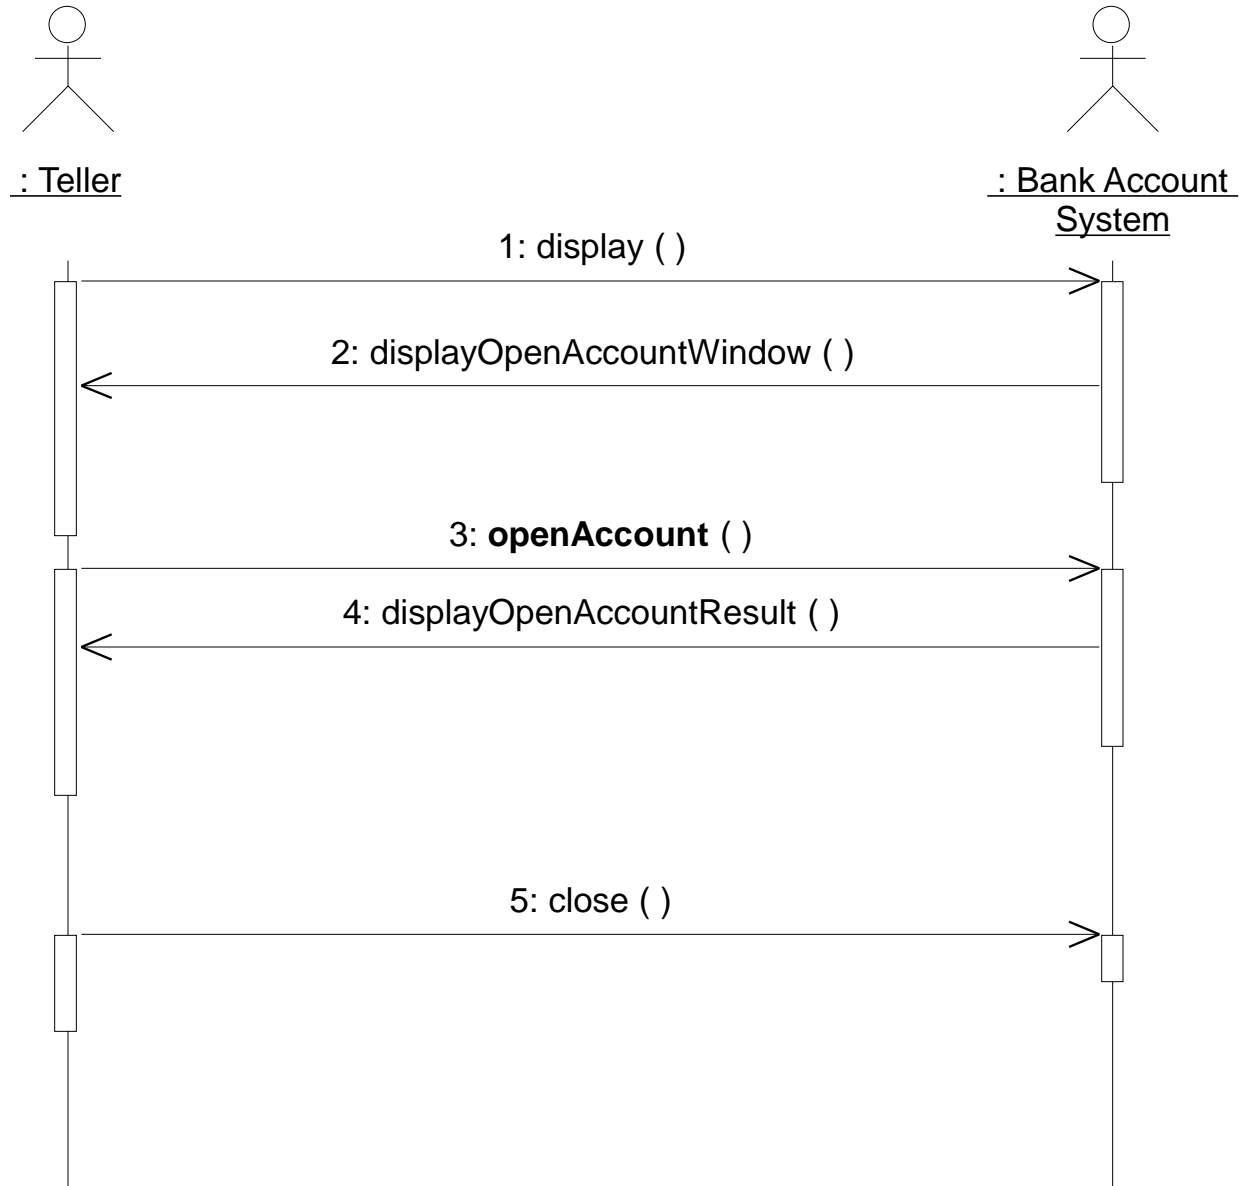 : Teller
: Bank Account
System
1: display ( )
2: displayOpenAccountWindow ( )
3: openAccount ( )
4: displayOpenAccountResult ( )
5: close ( )